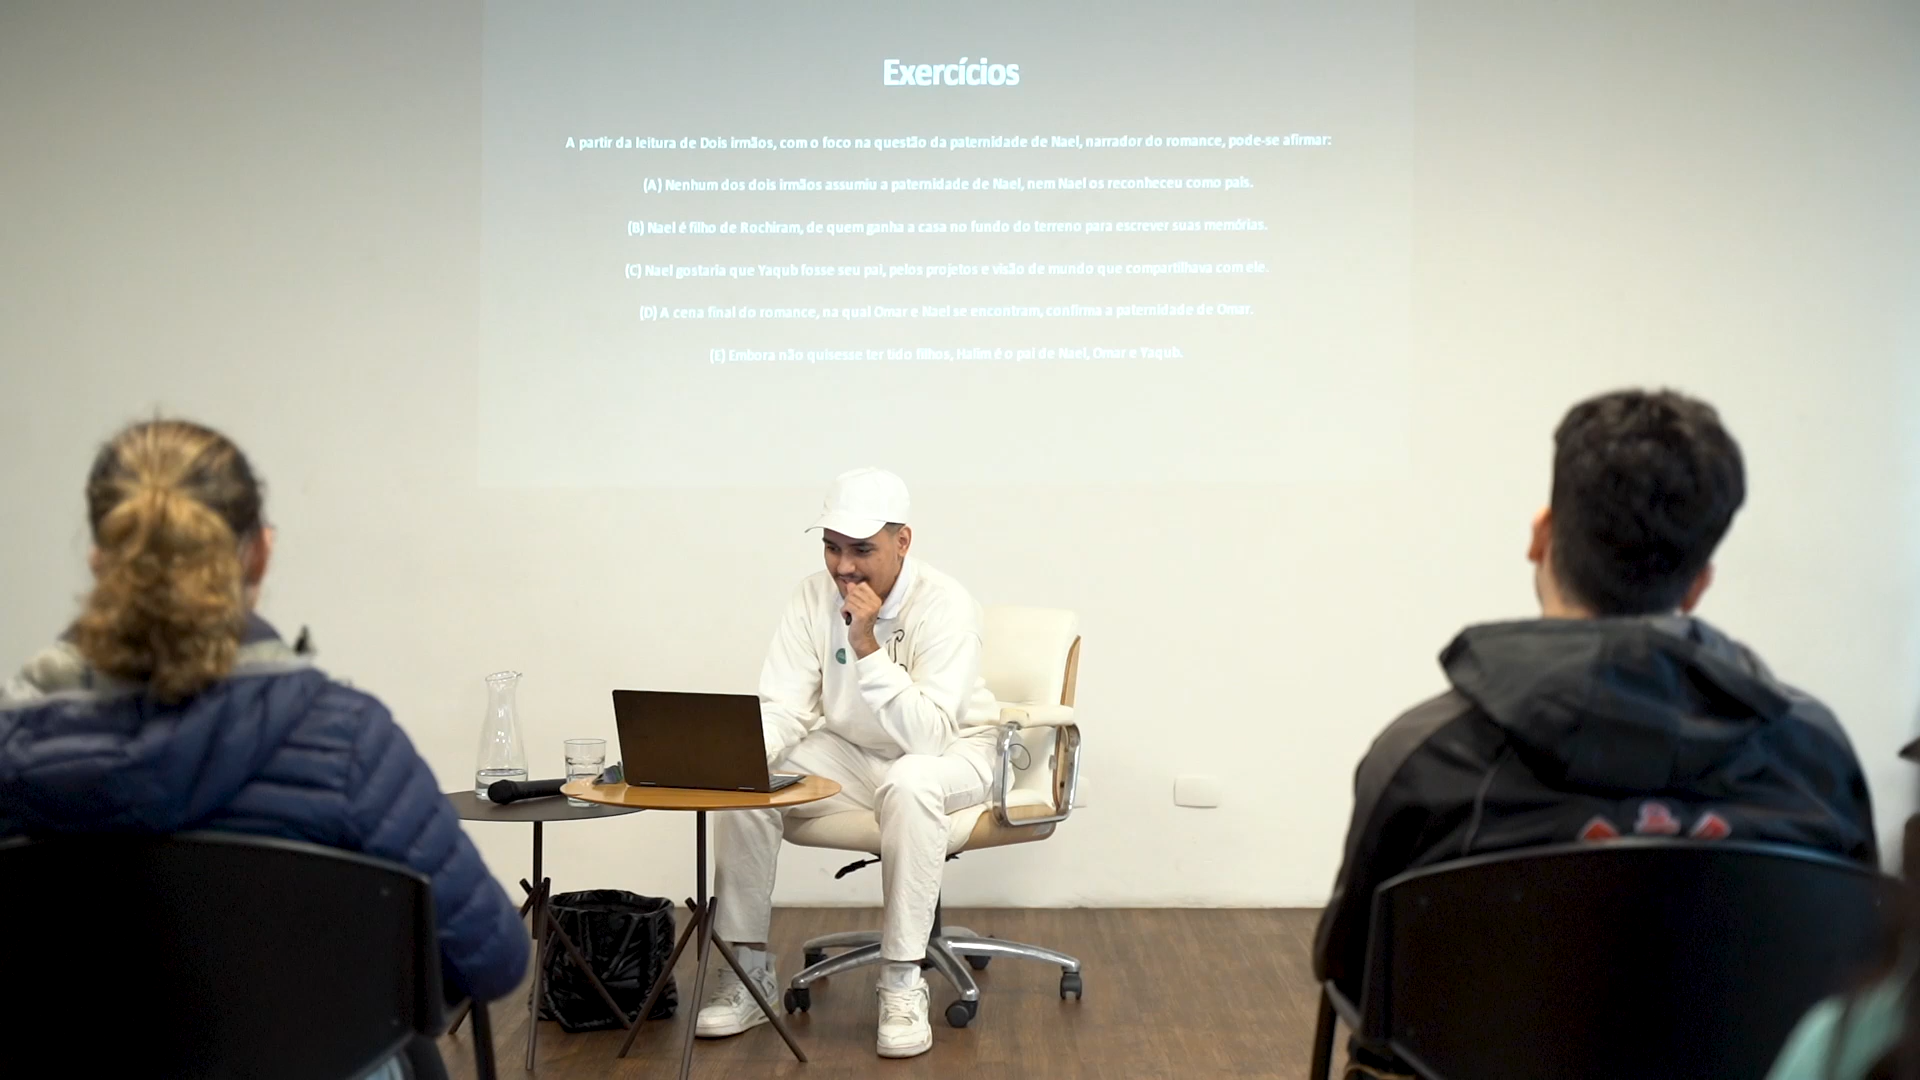 Exercícios
A partir da leitura de Dois irmãos, com o foco na questão da paternidade de Nael, narrador do romance, pode-se afirmar:
(A) Nenhum dos dois irmãos assumiu a paternidade de Nael, nem Nael os reconheceu como pais.
(B) Nael é filho de Rochiram, de quem ganha a casa no fundo do terreno para escrever suas memórias.
(C) Nael gostaria que Yaqub fosse seu pai, pelos projetos e visão de mundo que compartilhava com ele.
(D) A cena final do romance, na qual Omar e Nael se encontram, confirma a paternidade de Omar.
(E) Embora não quisesse ter tido filhos, Halim é o pai de Nael, Omar e Yaqub.